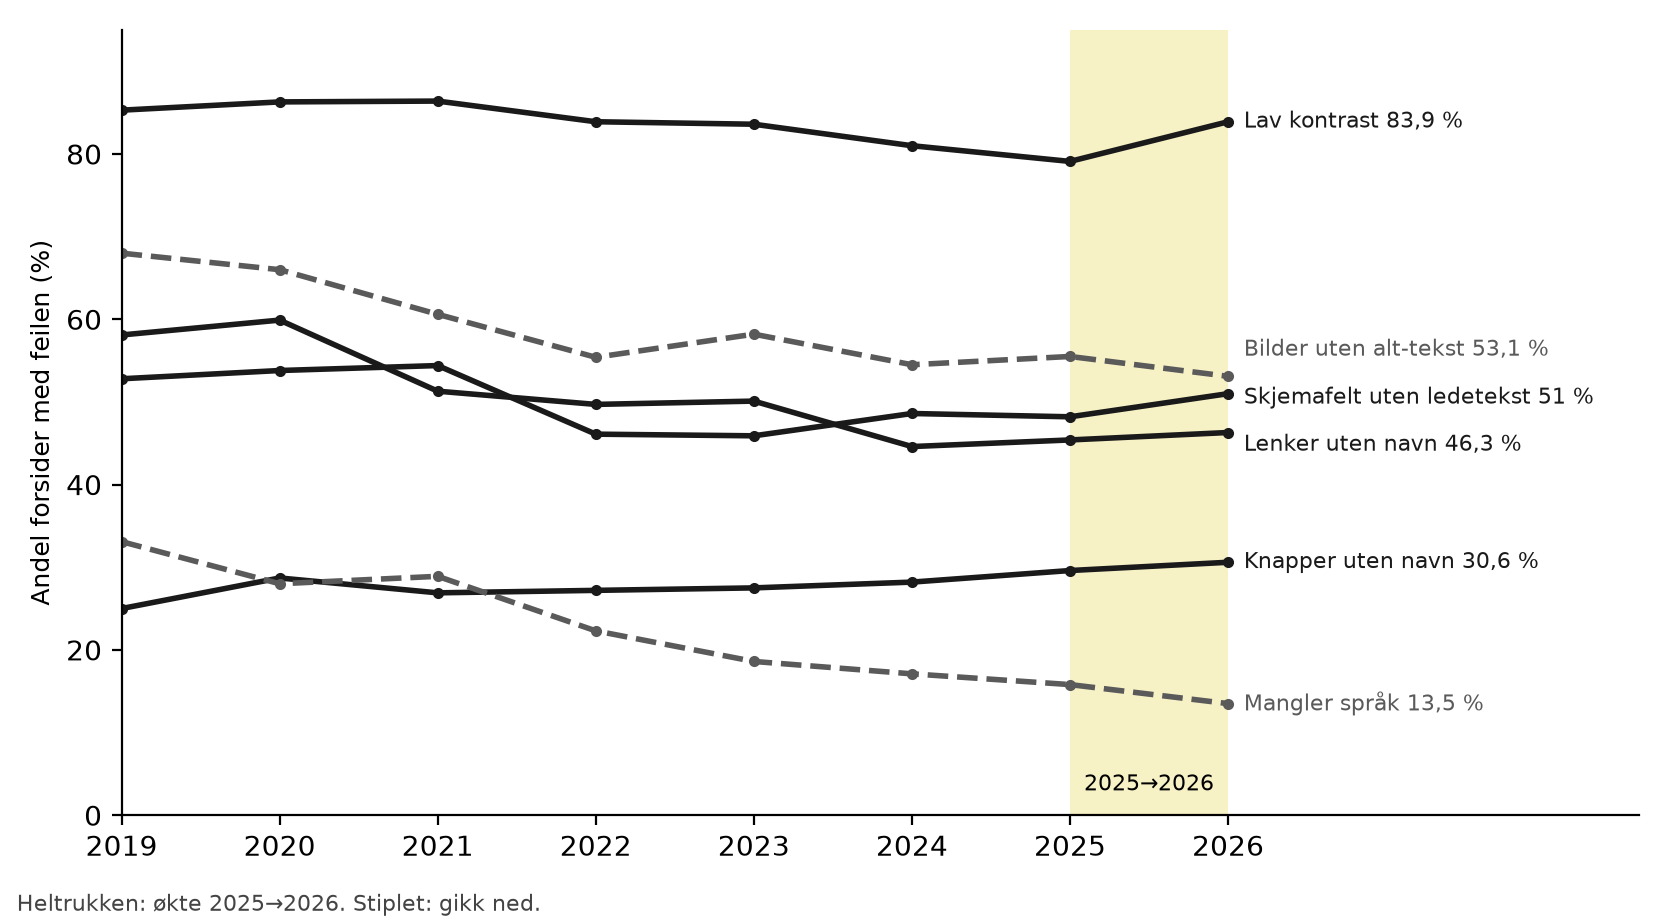 Andel forsider med feilen (%)
80
60
40
20
0
2019 2020 2021 2022 2023 2024 2025 2026
Lav kontrast 83,9 %
Bilder uten alt-tekst 53,1 %
Skjemafelt uten ledetekst 51 %
Lenker uten navn 46,3 %
Knapper uten navn 30,6 %
Mangler språk 13,5 %
2025→2026
Heltrukken: økte 2025→2026. Stiplet: gikk ned.